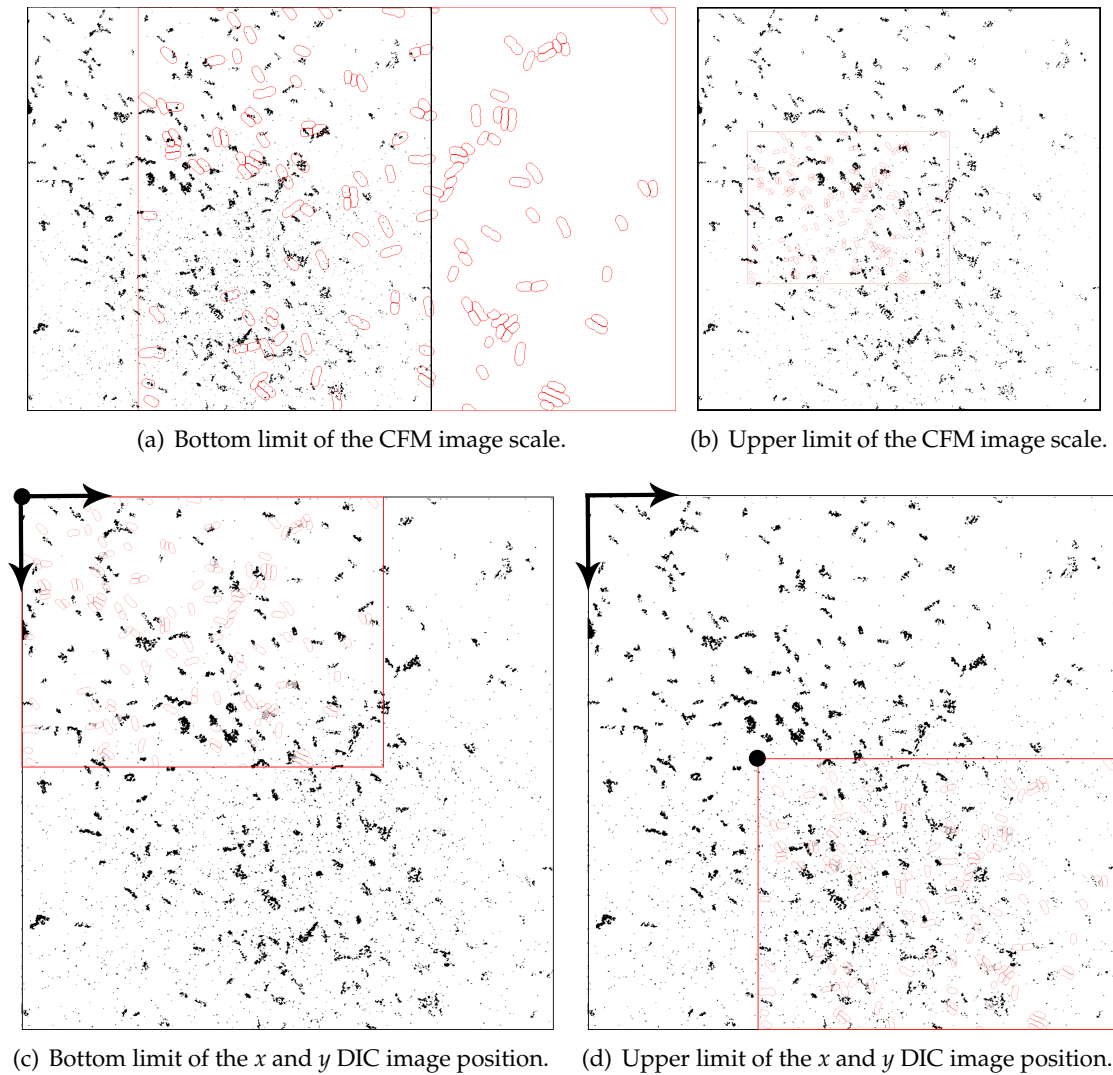 (a) Bottom limit of the CFM image scale.
(b) Upper limit of the CFM image scale.
(c) Bottom limit of the x and y DIC image position.
(d) Upper limit of the x and y DIC image position.